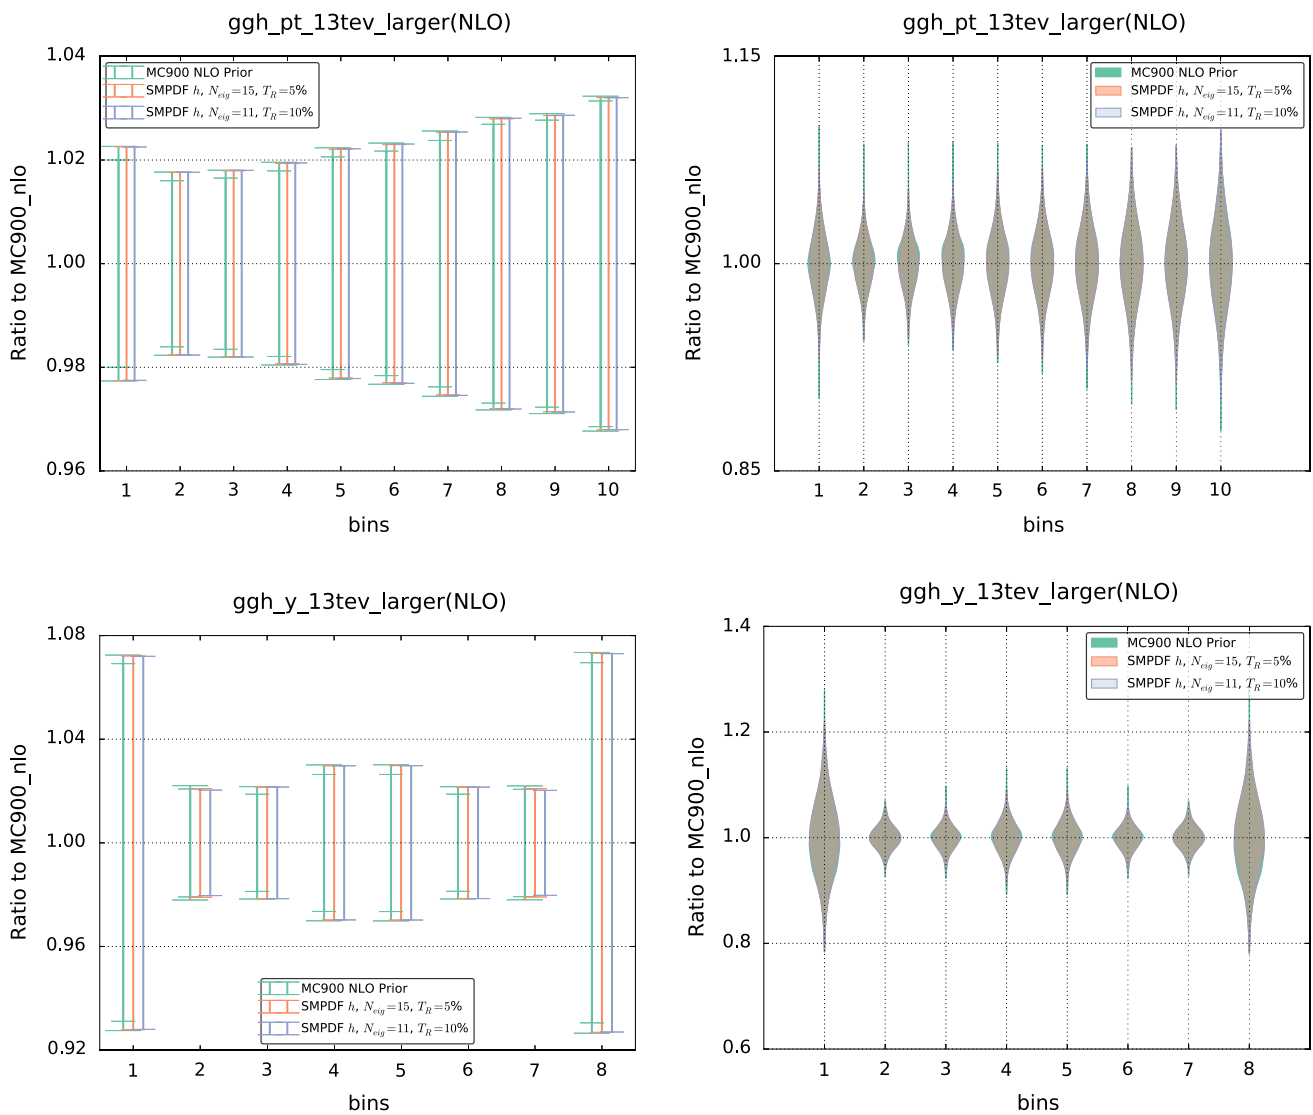 ggh_pt_13tev_larger(NLO)
Ratio to MC900_nlo
1.04
1.02
1.00
0.98
0.96
MC900 NLO Prior
SMPDF h, N_eig=15, T_R=5%
SMPDF h, N_eig=11, T_R=10%
1 2 3 4 5 6 7 8 9 10
bins
ggh_pt_13tev_larger(NLO)
Ratio to MC900_nlo
1.15
1.00
0.85
MC900 NLO Prior
SMPDF h, N_eig=15, T_R=5%
SMPDF h, N_eig=11, T_R=10%
1 2 3 4 5 6 7 8 9 10
bins
ggh_y_13tev_larger(NLO)
Ratio to MC900_nlo
1.08
1.04
1.00
0.96
0.92
MC900 NLO Prior
SMPDF h, N_eig=15, T_R=5%
SMPDF h, N_eig=11, T_R=10%
1 2 3 4 5 6 7 8
bins
ggh_y_13tev_larger(NLO)
Ratio to MC900_nlo
1.4
1.2
1.0
0.8
0.6
MC900 NLO Prior
SMPDF h, N_eig=15, T_R=5%
SMPDF h, N_eig=11, T_R=10%
1 2 3 4 5 6 7 8
bins